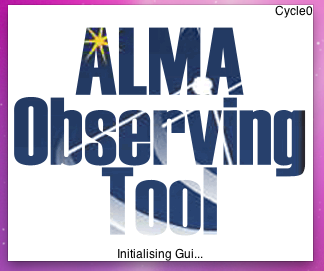 Cycle0
ALMA
Observing
Tool
Initialising Gui...